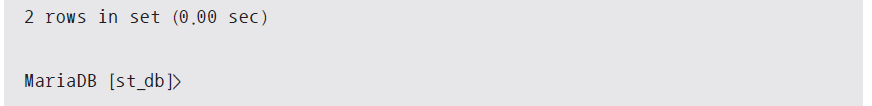 2 rows in set (0.00 sec)
MariaDB [st_db]>